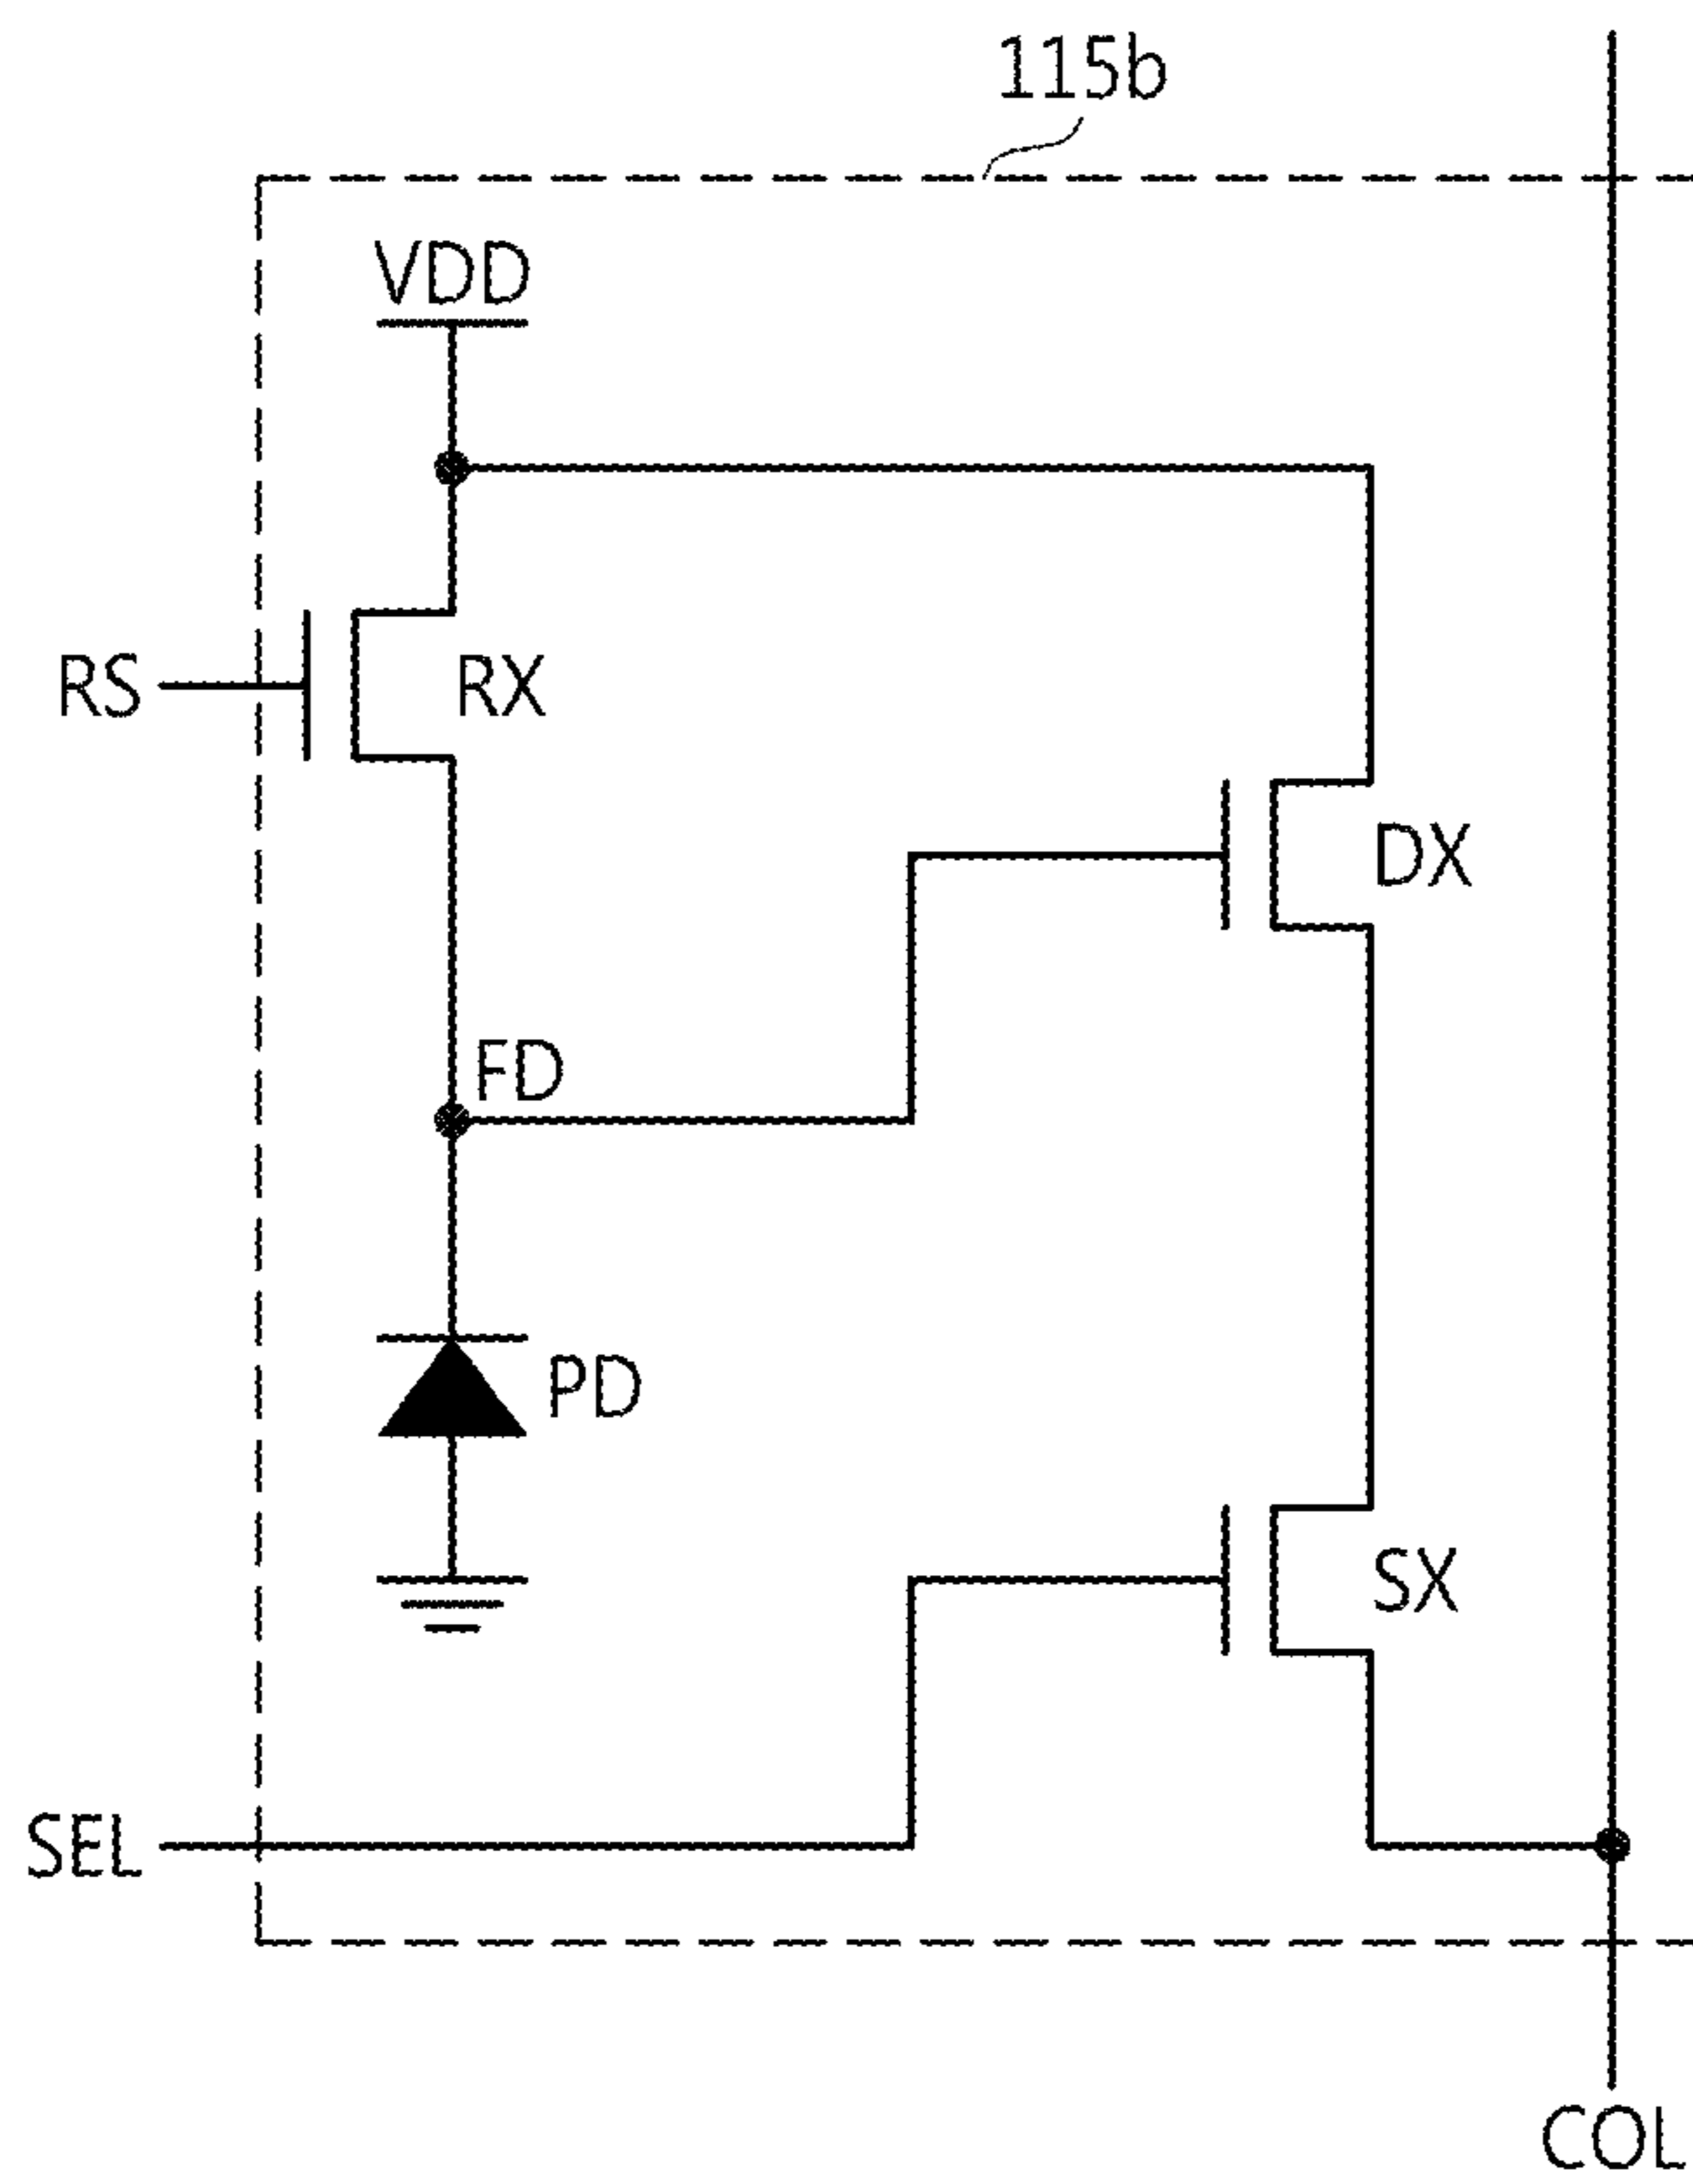 115b
VDD
RS
RX
DX
FD
PD
SX
SEL
COL